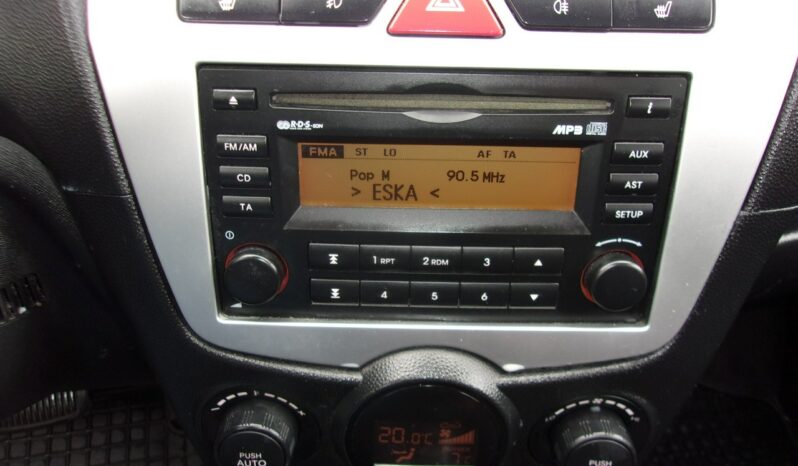 R·D·S-EON
MP3
i
FM/AM
CD
TA
FMA ST LO AF TA
Pop M 90.5 MHz
> ESKA <
AUX
AST
SETUP
1 RPT 2 RDM 3
4 5 6
20.0°C
PUSH
AUTO
PUSH